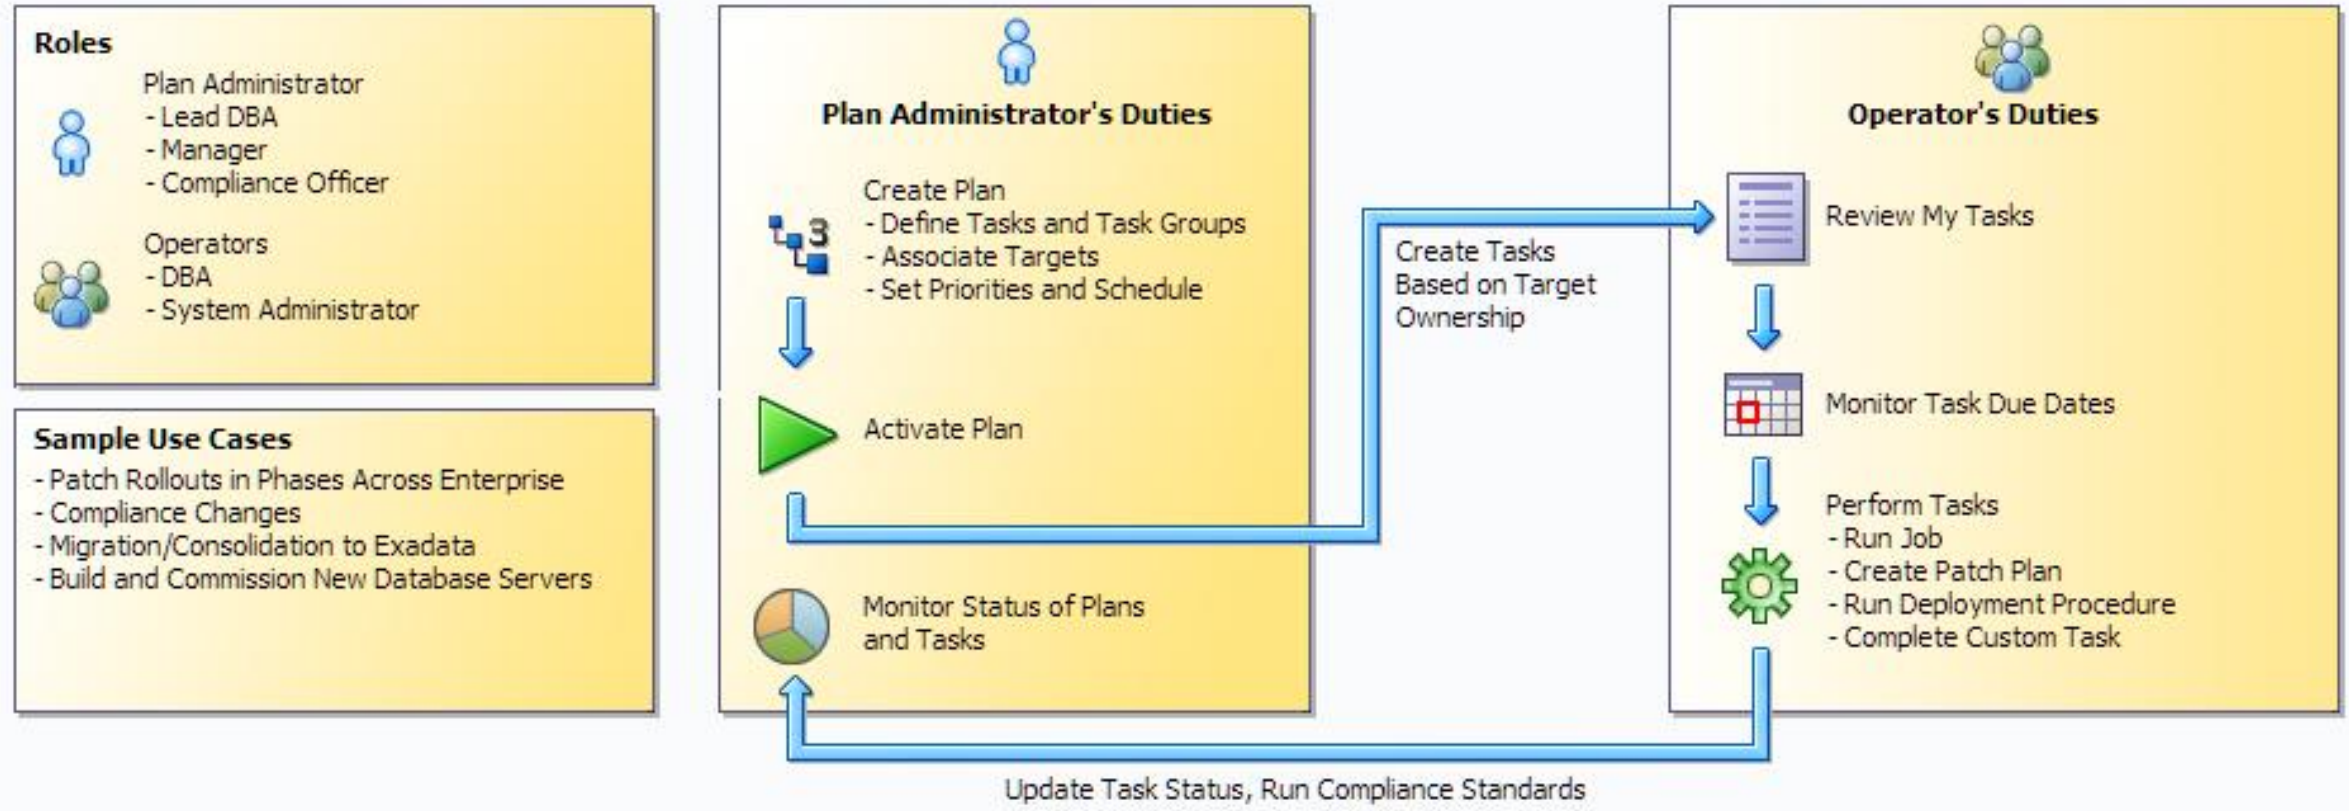 Roles
Plan Administrator
- Lead DBA
- Manager
- Compliance Officer
Operators
- DBA
- System Administrator
Sample Use Cases
- Patch Rollouts in Phases Across Enterprise
- Compliance Changes
- Migration/Consolidation to Exadata
- Build and Commission New Database Servers
Plan Administrator's Duties
3
Create Plan
- Define Tasks and Task Groups
- Associate Targets
- Set Priorities and Schedule
Activate Plan
Monitor Status of Plans
and Tasks
Create Tasks
Based on Target
Ownership
Operator's Duties
Review My Tasks
Monitor Task Due Dates
Perform Tasks
- Run Job
- Create Patch Plan
- Run Deployment Procedure
- Complete Custom Task
Update Task Status, Run Compliance Standards